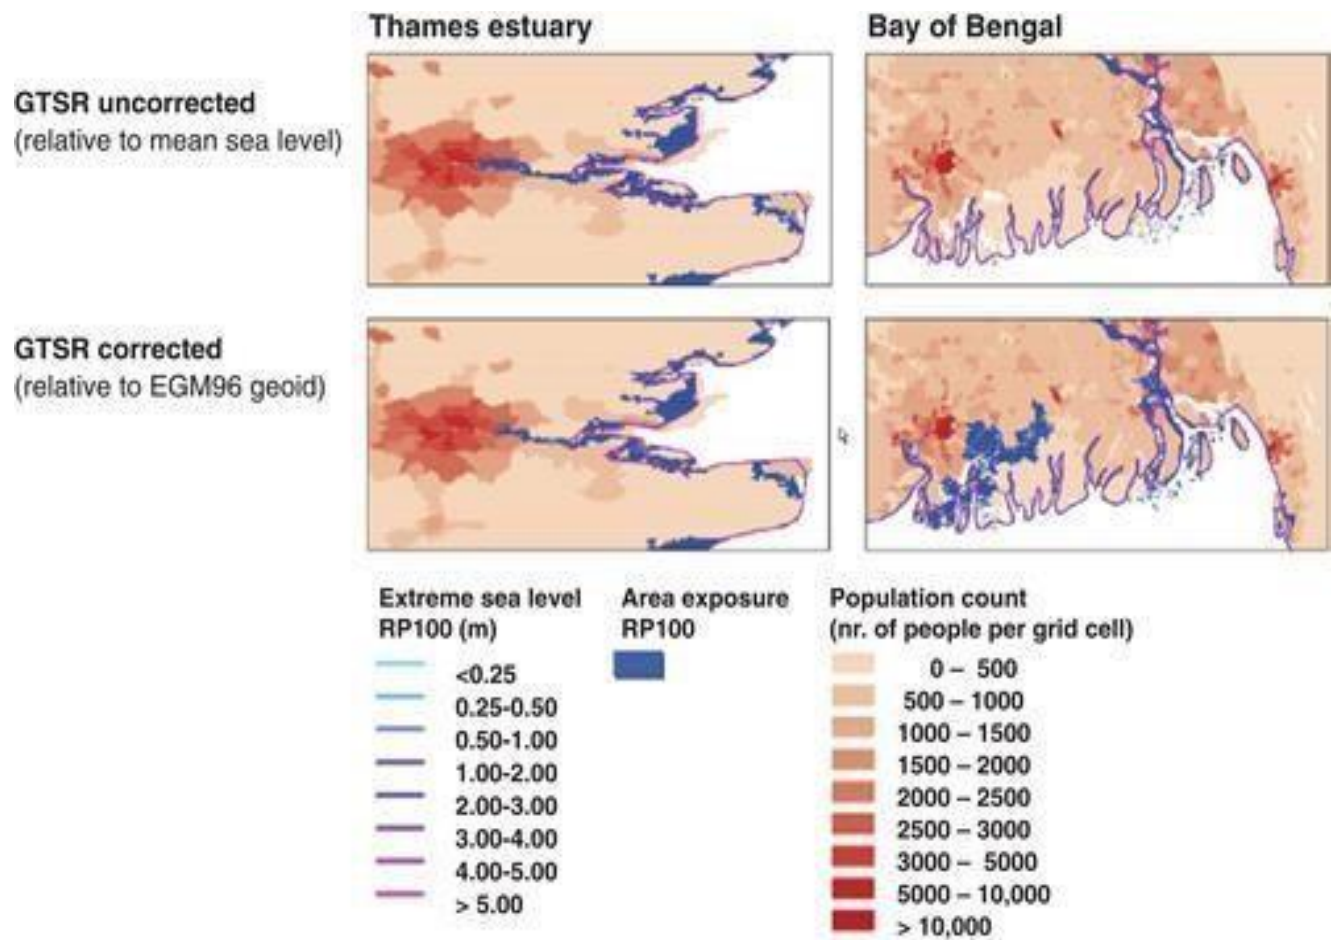 Thames estuary
Bay of Bengal
GTSR uncorrected
(relative to mean sea level)
GTSR corrected
(relative to EGM96 geoid)
Extreme sea level
RP100 (m)
<0.25
0.25-0.50
0.50-1.00
1.00-2.00
2.00-3.00
3.00-4.00
4.00-5.00
> 5.00
Area exposure
RP100
Population count
(nr. of people per grid cell)
0 – 500
500 – 1000
1000 – 1500
1500 – 2000
2000 – 2500
2500 – 3000
3000 – 5000
5000 – 10,000
> 10,000